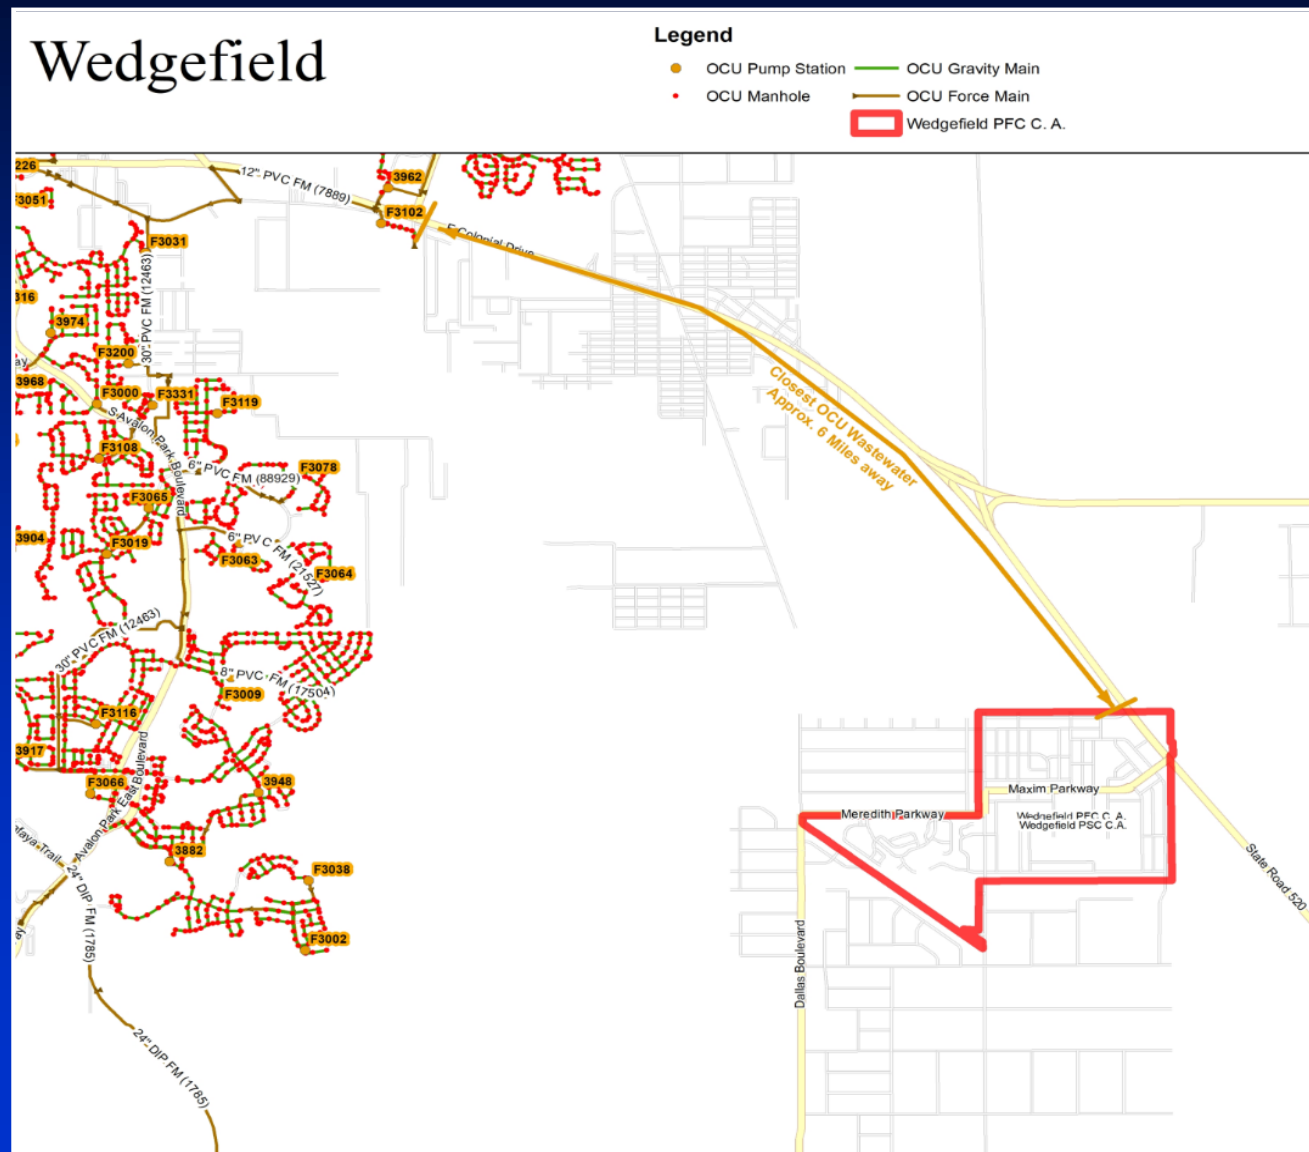 Wedgefield
Legend
OCU Pump Station
OCU Gravity Main
OCU Manhole
OCU Force Main
Wedgefield PFC C. A.
226
F3051
12" PVC FM (7889)
3962
F3102
E Colonial Drive
F3031
30" PVC FM (12463)
316
3974
F3200
ay
3968
F3000
F3331
F3119
S Avalon Park Boulevard
F3108
6" PVC FM (88929)
F3078
F3065
3904
F3019
6" PVC FM (21527)
F3063
F3064
Closest OCU Wastewater
Approx. 6 Miles away
30" PVC FM (12463)
8" PVC FM (17504)
F3009
F3116
3917
F3066
Avalon Park East Boulevard
3948
3882
F3038
F3002
24" DIP FM (1785)
ay
24" DIP FM (1785)
Meredith Parkway
Maxim Parkway
Wedgefield PFC C. A.
Wedgefield PSC C.A.
Dallas Boulevard
State Road 520